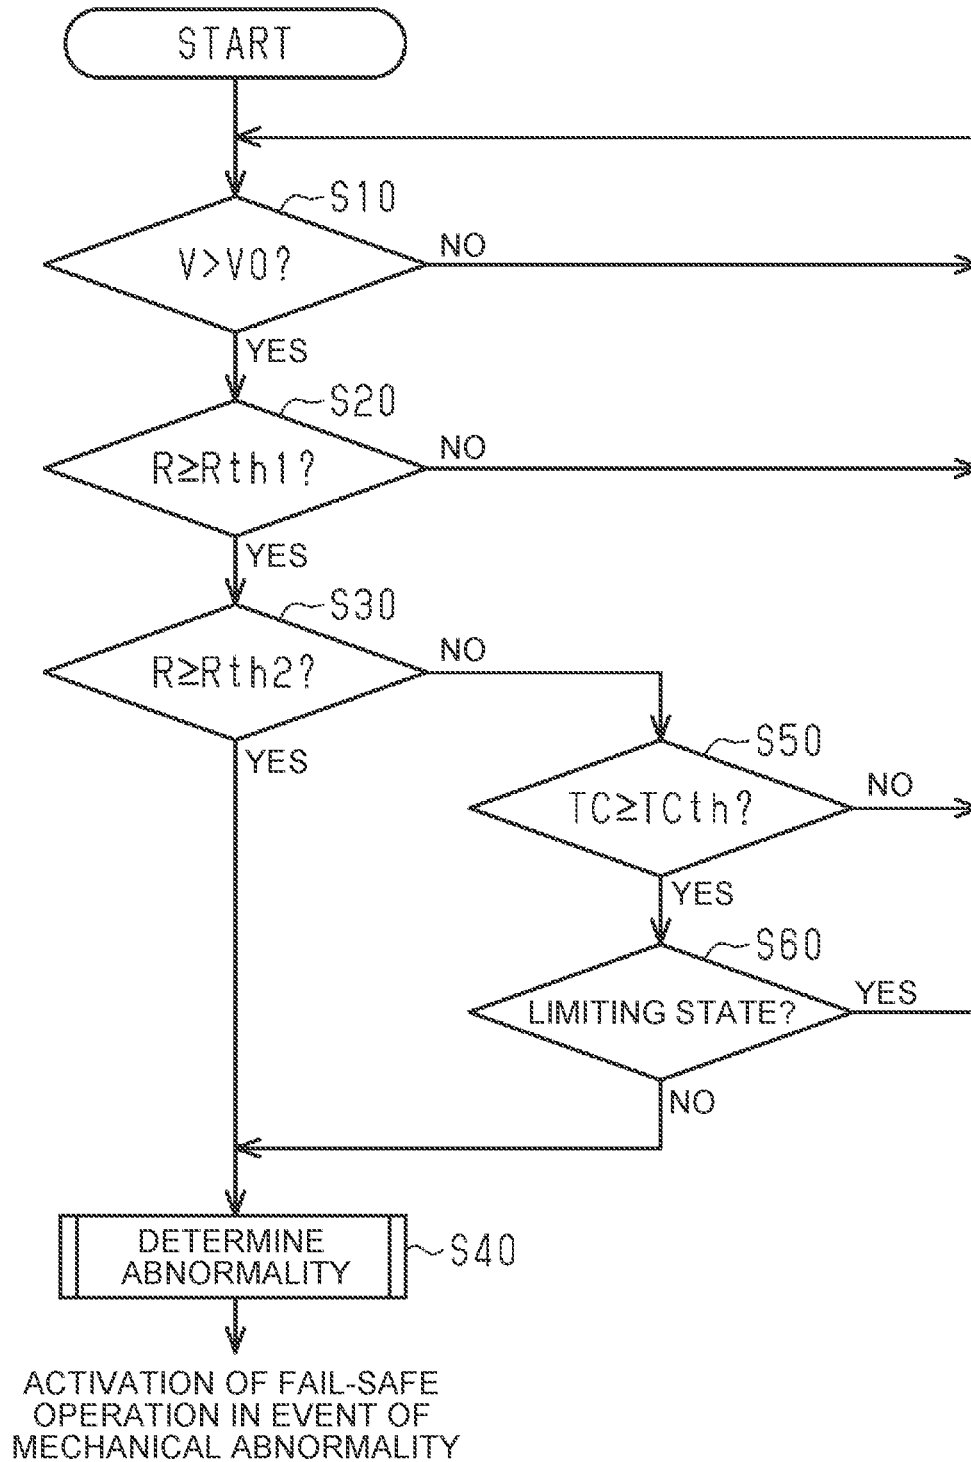 START
S10
V>V0?
NO
YES
S20
R≥Rth1?
NO
YES
S30
R≥Rth2?
NO
YES
S50
TC≥TCth?
NO
YES
S60
LIMITING STATE?
YES
NO
DETERMINE
ABNORMALITY
S40
ACTIVATION OF FAIL-SAFE
OPERATION IN EVENT OF
MECHANICAL ABNORMALITY